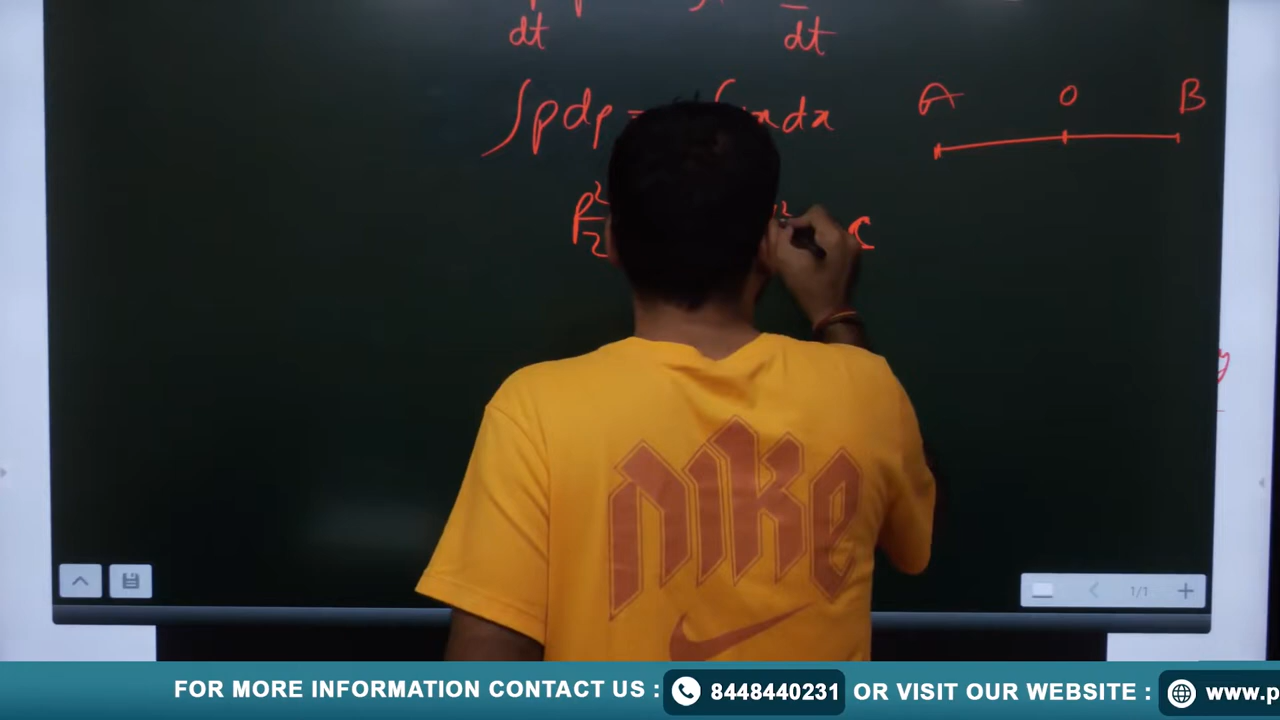 dt dt
∫pdp = ∫ x dx
A O B
p²/2 ² c
y
NIKE
1/1
FOR MORE INFORMATION CONTACT US : 8448440231 OR VISIT OUR WEBSITE : www.p